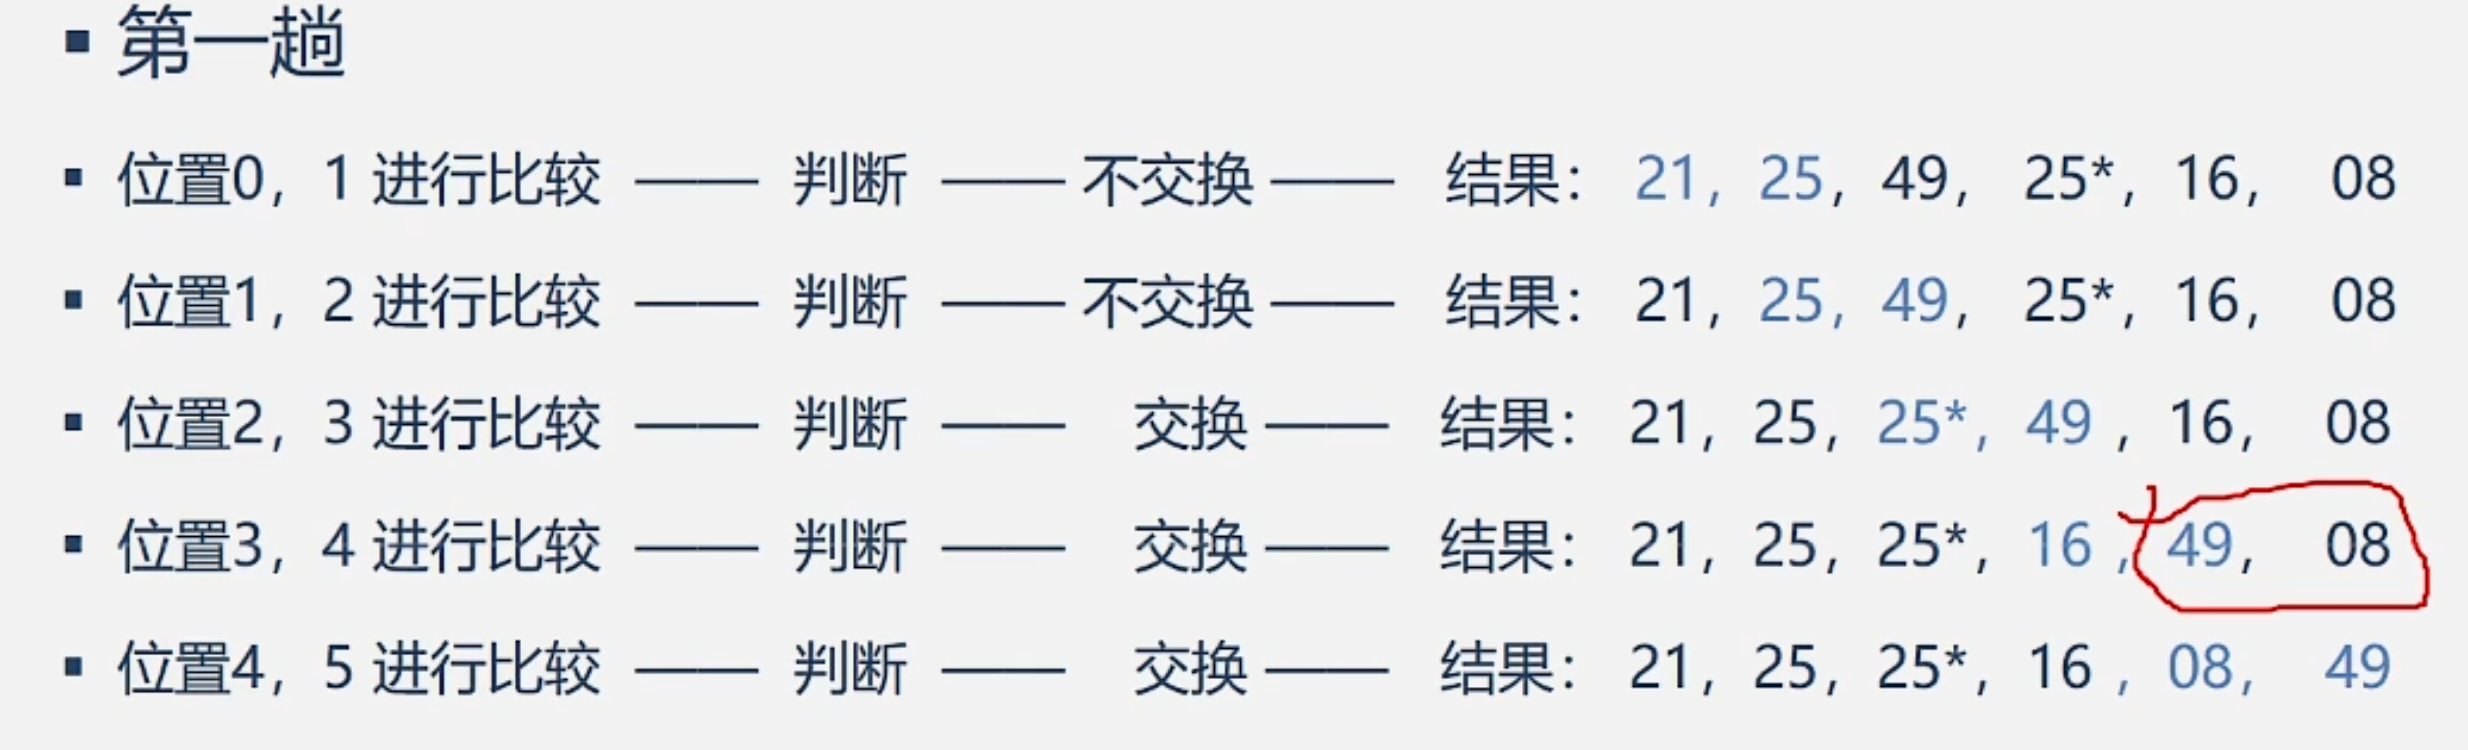 ▪ 第一趟
▪ 位置0，1 进行比较 —— 判断 —— 不交换 —— 结果：21，25，49，25*，16，08
▪ 位置1，2 进行比较 —— 判断 —— 不交换 —— 结果：21，25，49，25*，16，08
▪ 位置2，3 进行比较 —— 判断 —— 交换 —— 结果：21，25，25*，49，16，08
▪ 位置3，4 进行比较 —— 判断 —— 交换 —— 结果：21，25，25*，16，49，08
▪ 位置4，5 进行比较 —— 判断 —— 交换 —— 结果：21，25，25*，16，08，49